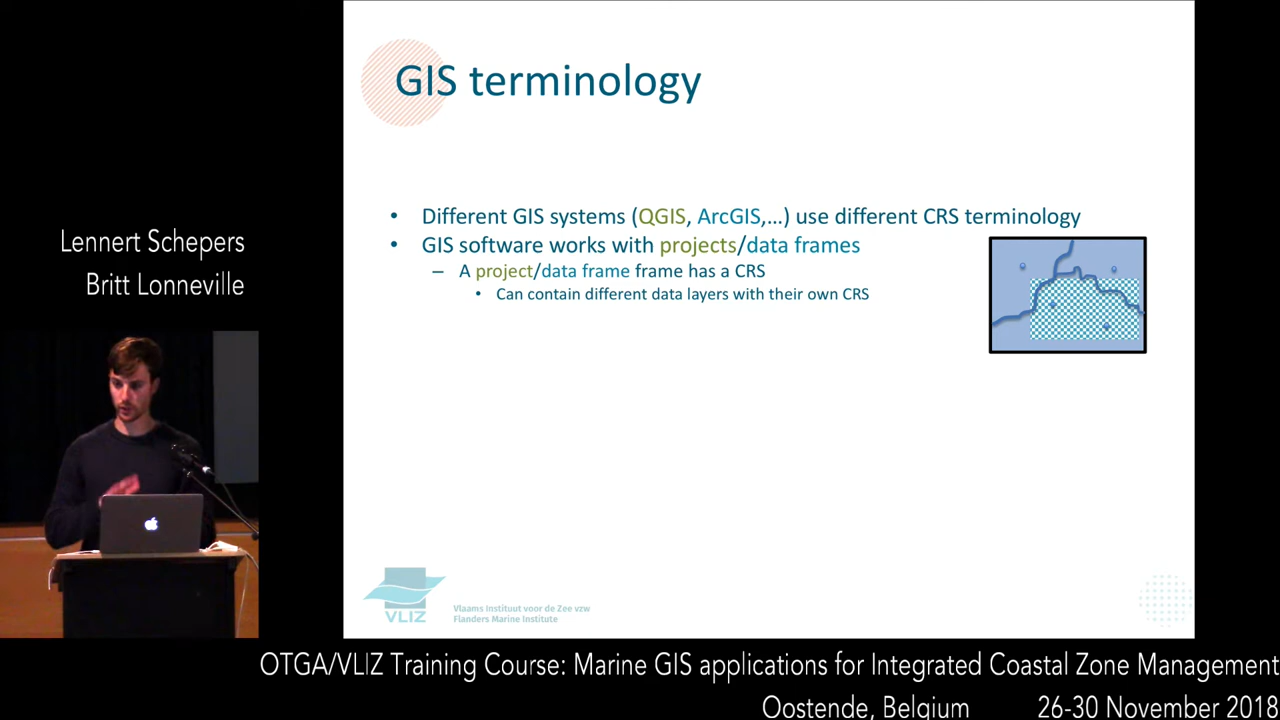 GIS terminology
• Different GIS systems (QGIS, ArcGIS,...) use different CRS terminology
• GIS software works with projects/data frames
– A project/data frame frame has a CRS
• Can contain different data layers with their own CRS
Lennert Schepers
Britt Lonneville
VLIZ
Vlaams Instituut voor de Zee vzw
Flanders Marine Institute
OTGA/VLIZ Training Course: Marine GIS applications for Integrated Coastal Zone Management
Oostende, Belgium 26-30 November 2018